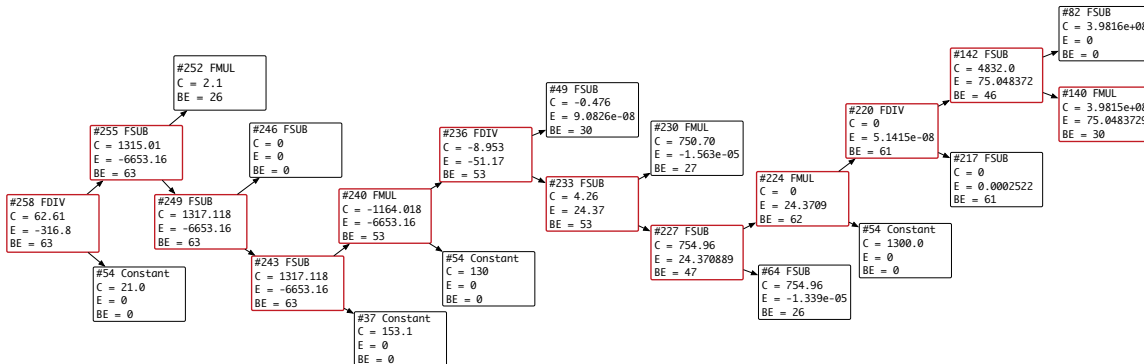 #258 FDIV
C = 62.61
E = -316.8
BE = 63
#255 FSUB
C = 1315.01
E = -6653.16
BE = 63
#54 Constant
C = 21.0
E = 0
BE = 0
#252 FMUL
C = 2.1
BE = 26
#249 FSUB
C = 1317.118
E = -6653.16
BE = 63
#246 FSUB
C = 0
E = 0
BE = 0
#243 FSUB
C = 1317.118
E = -6653.16
BE = 63
#240 FMUL
C = -1164.018
E = -6653.16
BE = 53
#37 Constant
C = 153.1
E = 0
BE = 0
#236 FDIV
C = -8.953
E = -51.17
BE = 53
#54 Constant
C = 130
E = 0
BE = 0
#49 FSUB
C = -0.476
E = 9.0826e-08
BE = 30
#233 FSUB
C = 4.26
E = 24.37
BE = 53
#230 FMUL
C = 750.70
E = -1.563e-05
BE = 27
#227 FSUB
C = 754.96
E = 24.370889
BE = 47
#224 FMUL
C = 0
E = 24.3709
BE = 62
#64 FSUB
C = 754.96
E = -1.339e-05
BE = 26
#220 FDIV
C = 0
E = 5.1415e-08
BE = 61
#54 Constant
C = 1300.0
E = 0
BE = 0
#142 FSUB
C = 4832.0
E = 75.048372
BE = 46
#217 FSUB
C = 0
E = 0.0002522
BE = 61
#82 FSUB
C = 3.9816e+08
E = 0
BE = 0
#140 FMUL
C = 3.9815e+08
E = 75.0483729
BE = 30